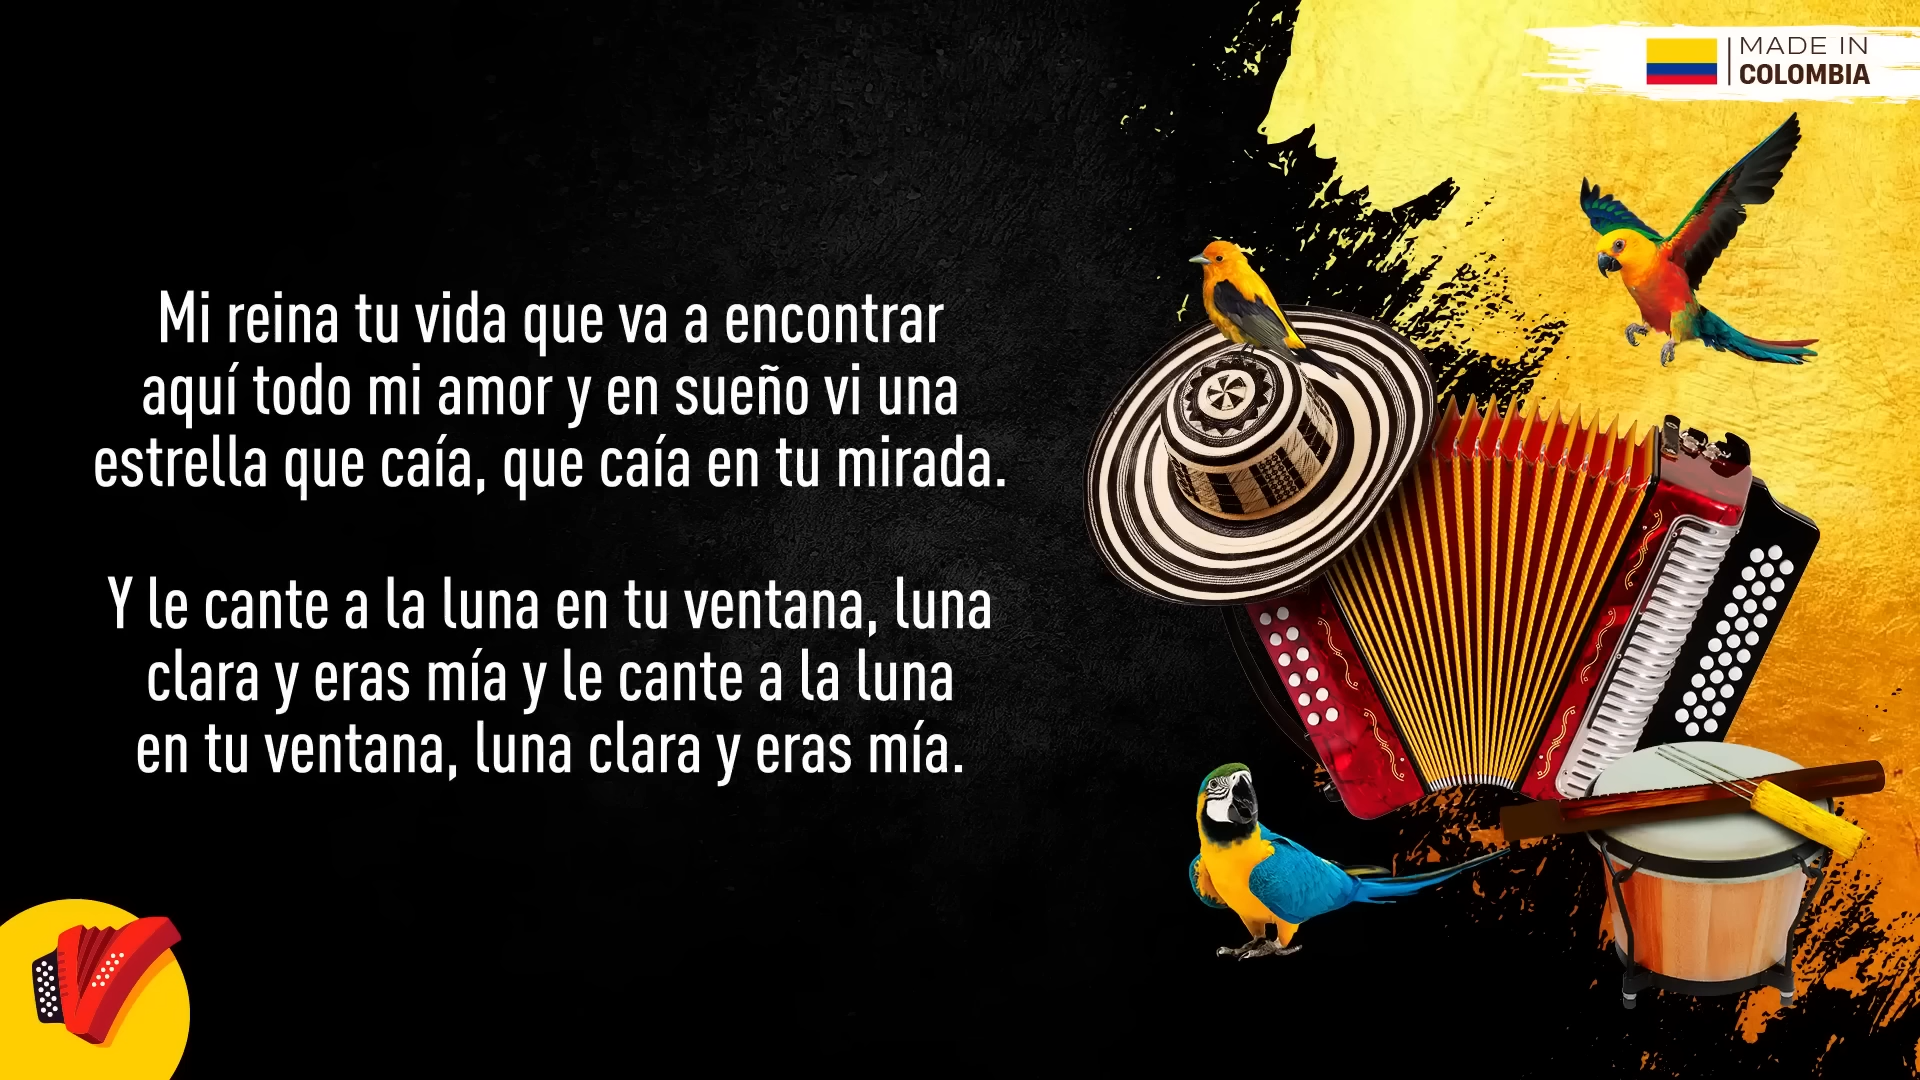 MADE IN
COLOMBIA
Mi reina tu vida que va a encontrar
aquí todo mi amor y en sueño vi una
estrella que caía, que caía en tu mirada.
Y le cante a la luna en tu ventana, luna
clara y eras mía y le cante a la luna
en tu ventana, luna clara y eras mía.